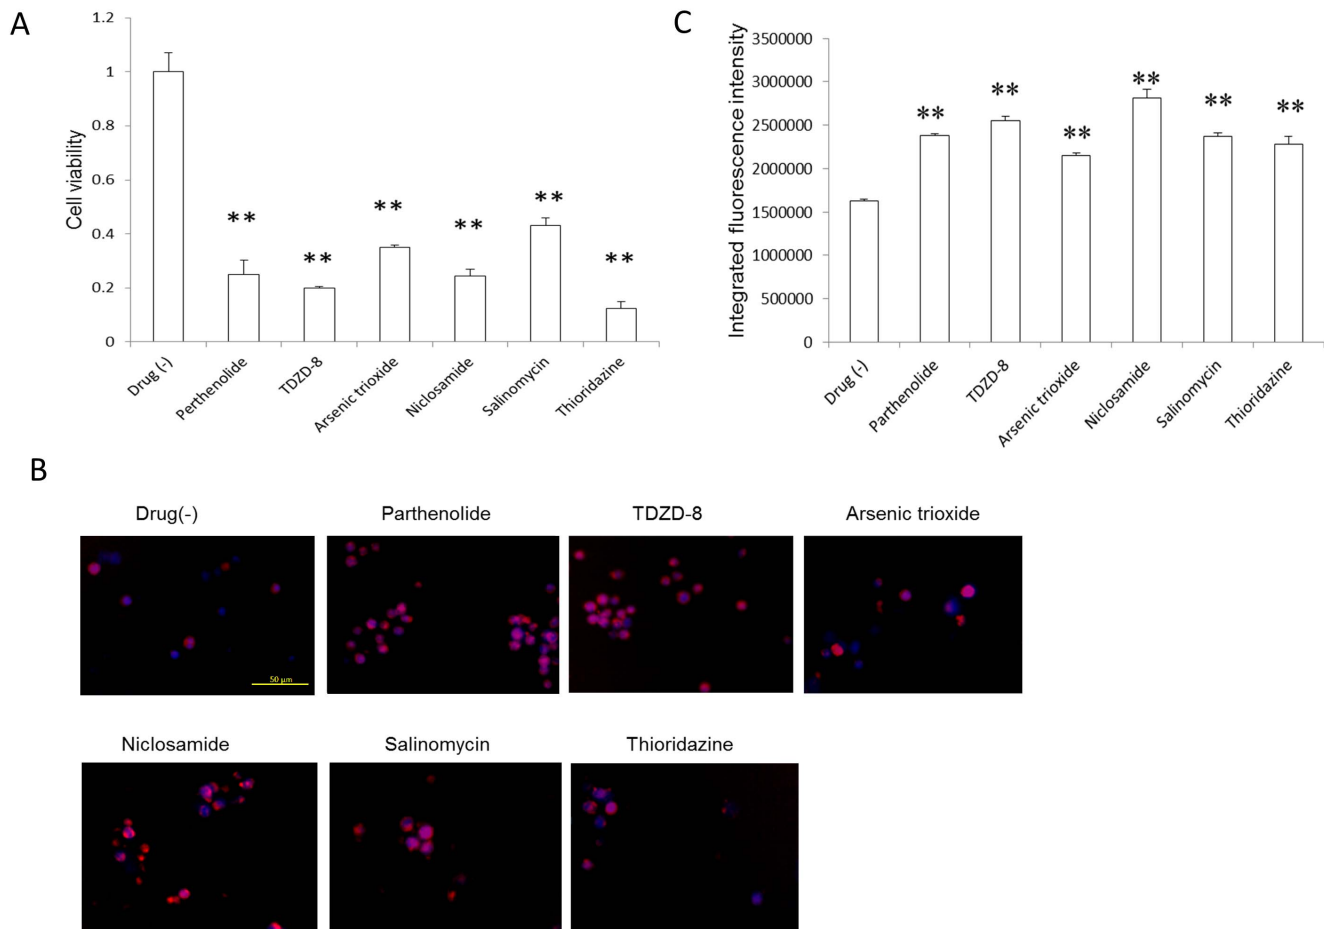 A
1.2
1
0.8
0.6
0.4
0.2
0
Cell viability
**
**
**
**
**
**
Drug (-)
Perthenolide
TDZD-8
Arsenic trioxide
Niclosamide
Salinomycin
Thioridazine
C
3500000
3000000
2500000
2000000
1500000
1000000
500000
0
Integrated fluorescence intensity
**
**
**
**
**
**
Drug (-)
Parthenolide
TDZD-8
Arsenic trioxide
Niclosamide
Salinomycin
Thioridazine
B
Drug(-)
Parthenolide
TDZD-8
Arsenic trioxide
50 μm
Niclosamide
Salinomycin
Thioridazine